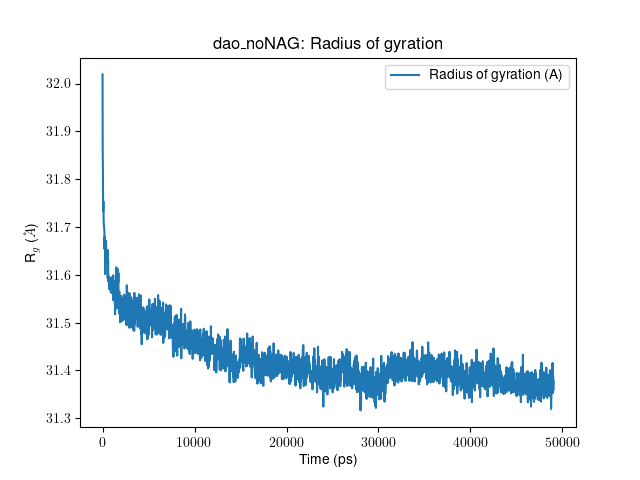 dao_noNAG: Radius of gyration
Radius of gyration (A)
32.0
31.9
31.8
31.7
31.6
31.5
31.4
31.3
R_g (Å)
0 10000 20000 30000 40000 50000
Time (ps)